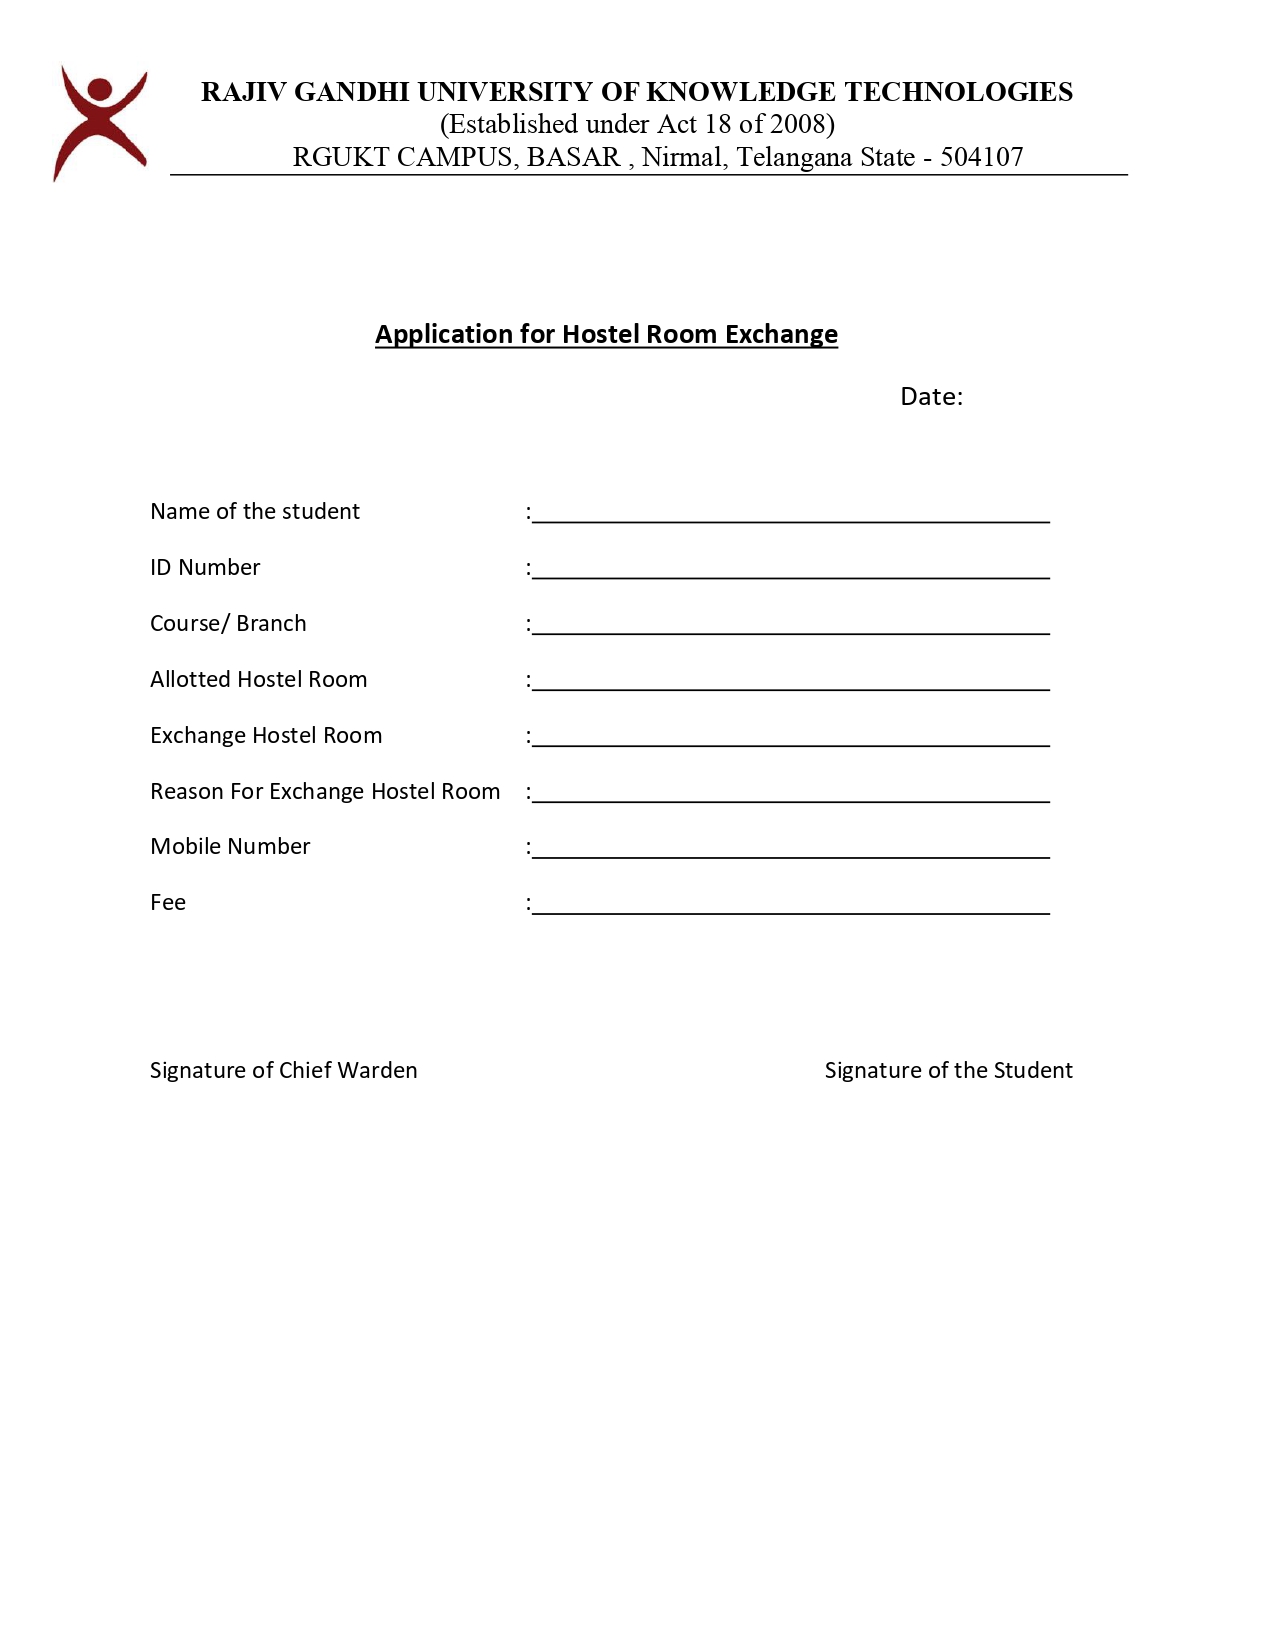 RAJIV GANDHI UNIVERSITY OF KNOWLEDGE TECHNOLOGIES
(Established under Act 18 of 2008)
RGUKT CAMPUS, BASAR , Nirmal, Telangana State - 504107
Application for Hostel Room Exchange
Date:
Name of the student :
ID Number :
Course/ Branch :
Allotted Hostel Room :
Exchange Hostel Room :
Reason For Exchange Hostel Room :
Mobile Number :
Fee :
Signature of Chief Warden Signature of the Student